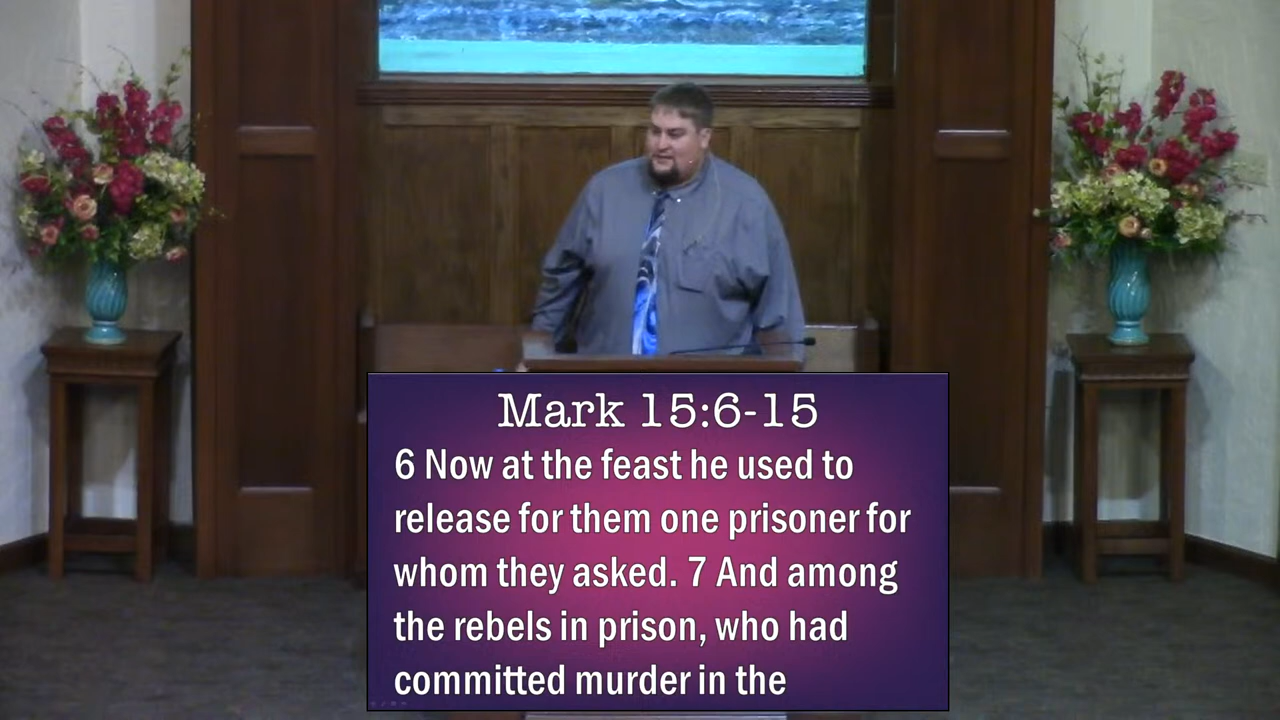 Mark 15:6-15
6 Now at the feast he used to
release for them one prisoner for
whom they asked. 7 And among
the rebels in prison, who had
committed murder in the